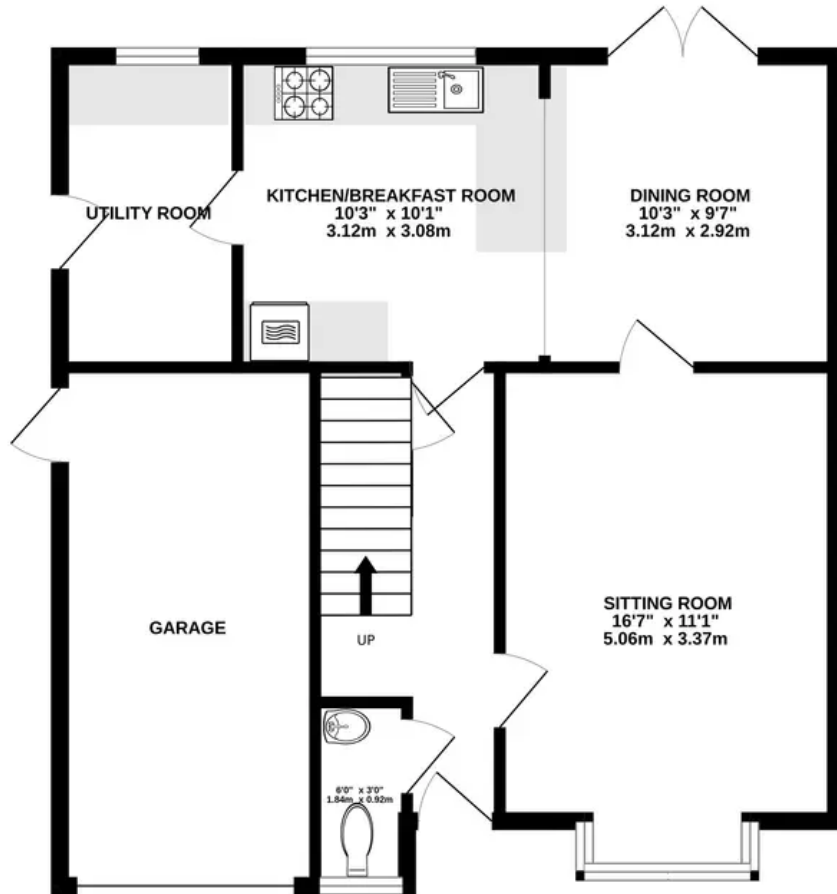 UTILITY ROOM
KITCHEN/BREAKFAST ROOM
10'3" x 10'1"
3.12m x 3.08m
DINING ROOM
10'3" x 9'7"
3.12m x 2.92m
GARAGE
UP
SITTING ROOM
16'7" x 11'1"
5.06m x 3.37m
6'0" x 3'0"
1.84m x 0.92m